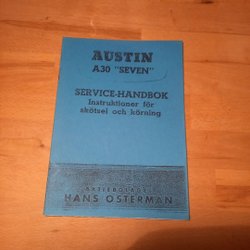 AUSTIN
A30 "SEVEN"
SERVICE-HANDBOK
Instruktioner för
skötsel och körning
AKTIEBOLAGET
HANS OSTERMAN